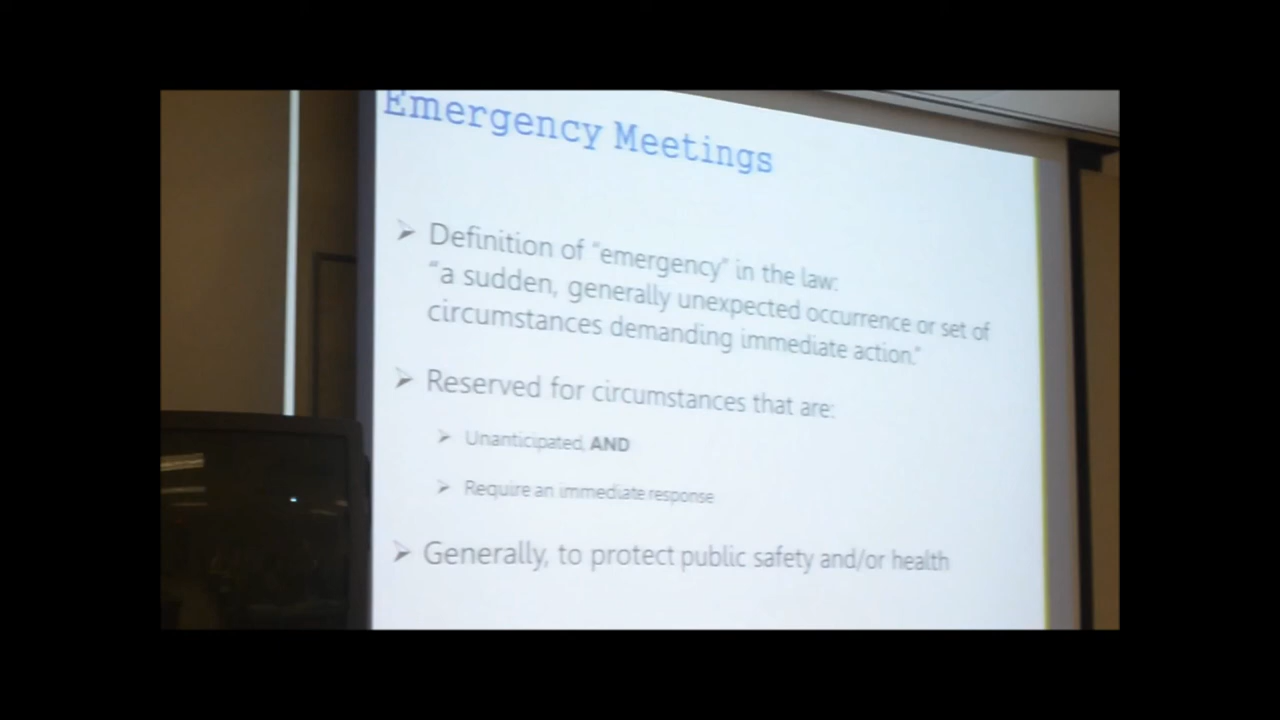 Emergency Meetings
➤ Definition of “emergency” in the law:
“a sudden, generally unexpected occurrence or set of
circumstances demanding immediate action.”
➤ Reserved for circumstances that are:
➤ Unanticipated, AND
➤ Require an immediate response
➤ Generally, to protect public safety and/or health